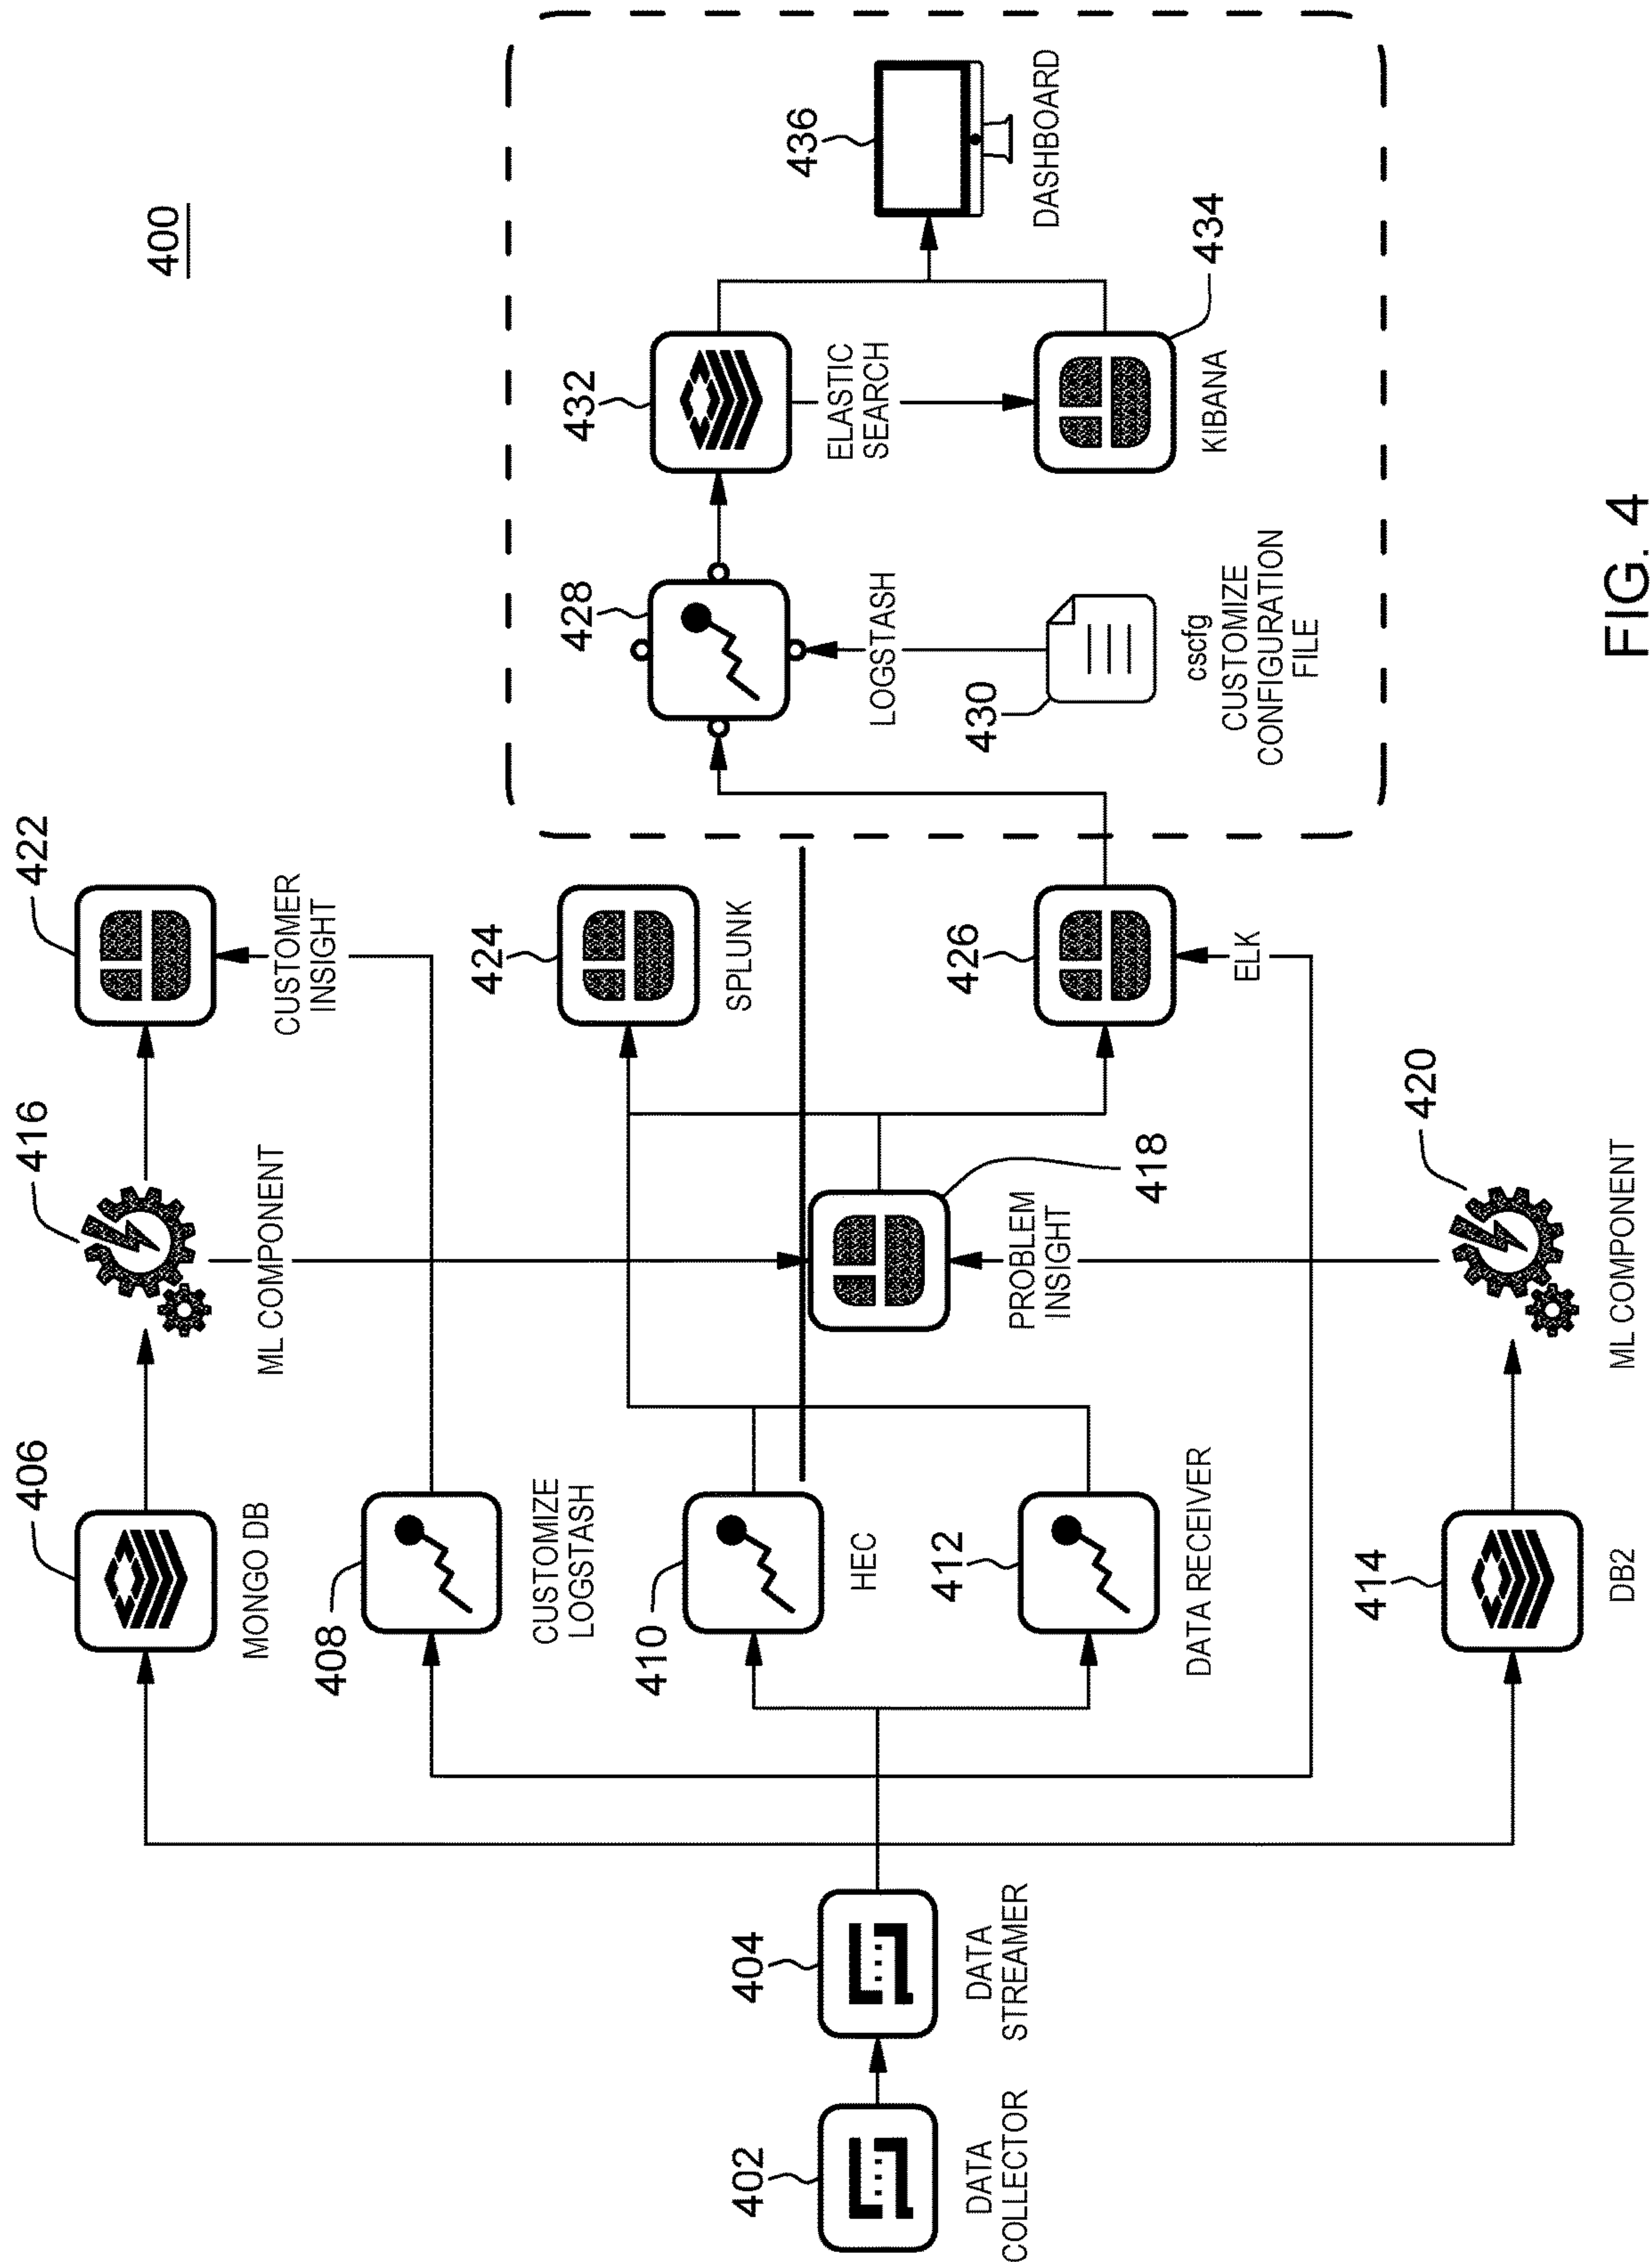 400
402
DATA
COLLECTOR
404
DATA
STREAMER
406
MONGO DB
408
CUSTOMIZE
LOGSTASH
410
HEC
412
DATA RECEIVER
414
DB2
416
ML COMPONENT
418
PROBLEM
INSIGHT
420
ML COMPONENT
422
CUSTOMER
INSIGHT
424
SPLUNK
426
ELK
428
LOGSTASH
430
cscfg
CUSTOMIZE
CONFIGURATION
FILE
432
ELASTIC
SEARCH
434
KIBANA
436
DASHBOARD
FIG. 4